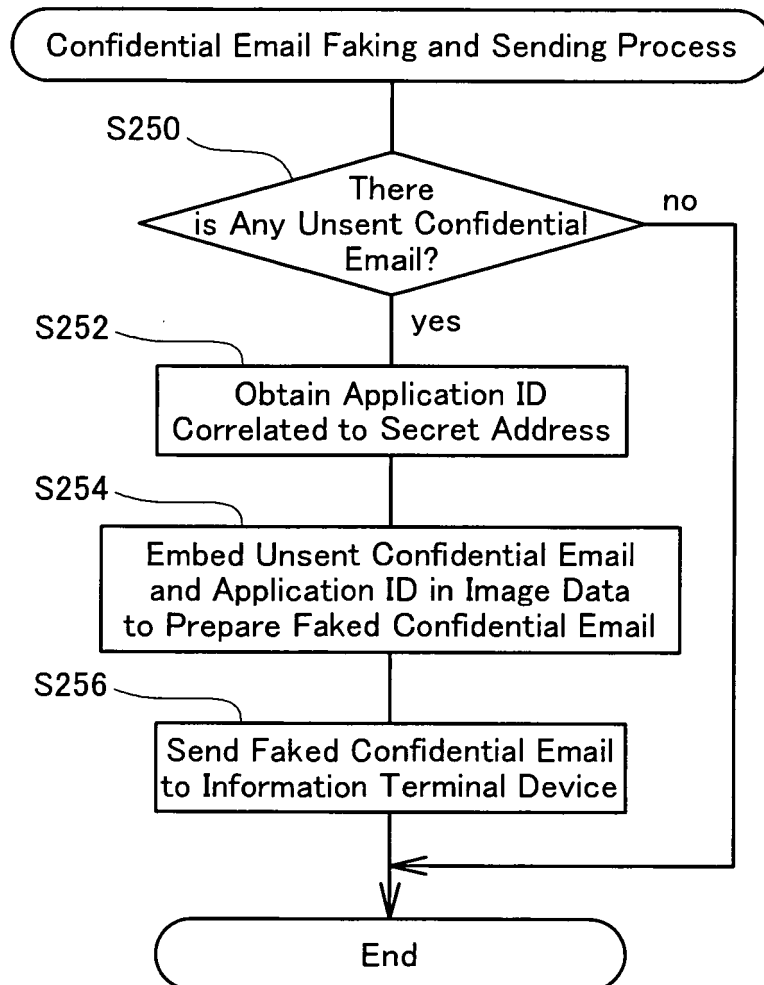 Confidential Email Faking and Sending Process
S250
There
is Any Unsent Confidential
Email?
no
yes
S252
Obtain Application ID
Correlated to Secret Address
S254
Embed Unsent Confidential Email
and Application ID in Image Data
to Prepare Faked Confidential Email
S256
Send Faked Confidential Email
to Information Terminal Device
End